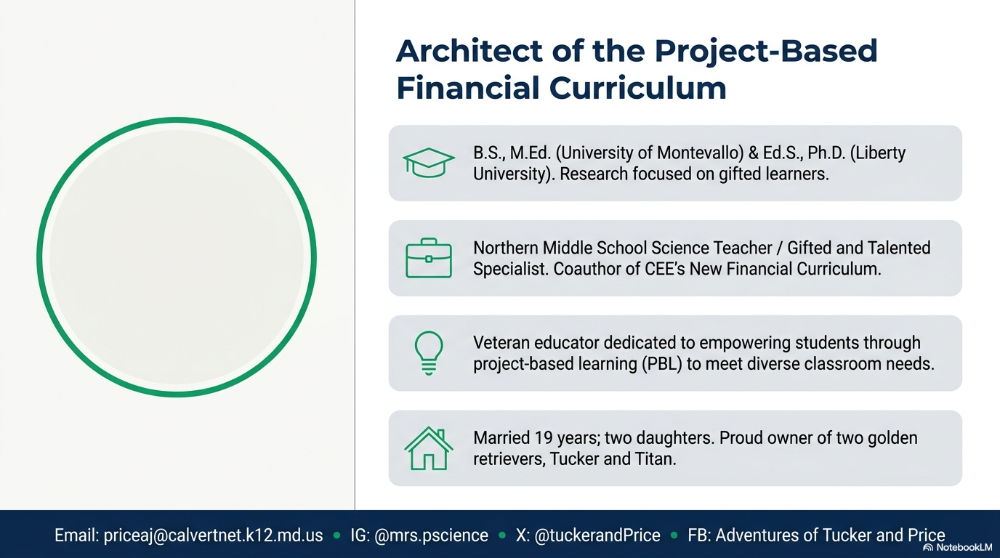 Architect of the Project-Based
Financial Curriculum
B.S., M.Ed. (University of Montevallo) & Ed.S., Ph.D. (Liberty
University). Research focused on gifted learners.
Northern Middle School Science Teacher / Gifted and Talented
Specialist. Coauthor of CEE’s New Financial Curriculum.
Veteran educator dedicated to empowering students through
project-based learning (PBL) to meet diverse classroom needs.
Married 19 years; two daughters. Proud owner of two golden
retrievers, Tucker and Titan.
Email: priceaj@calvertnet.k12.md.us • IG: @mrs.pscience • X: @tuckerandPrice • FB: Adventures of Tucker and Price
NotebookLM